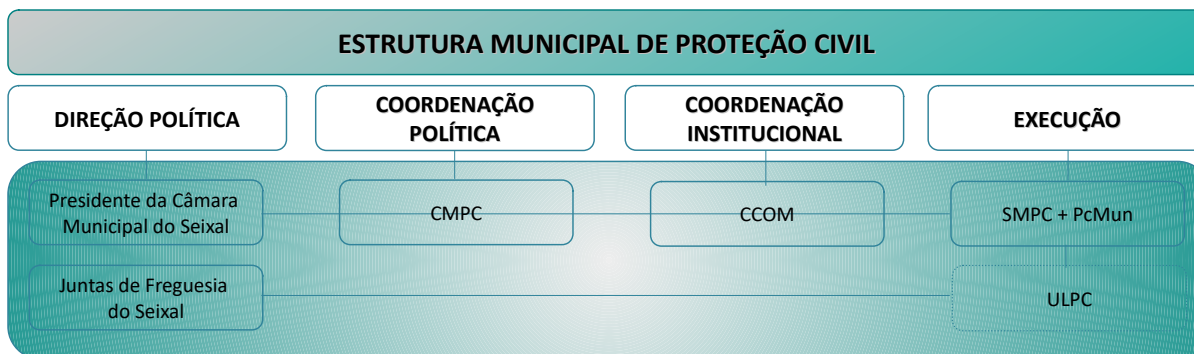 ESTRUTURA MUNICIPAL DE PROTEÇÃO CIVIL
DIREÇÃO POLÍTICA
COORDENAÇÃO
POLÍTICA
COORDENAÇÃO
INSTITUCIONAL
EXECUÇÃO
Presidente da Câmara
Municipal do Seixal
CMPC
CCOM
SMPC + PcMun
Juntas de Freguesia
do Seixal
ULPC